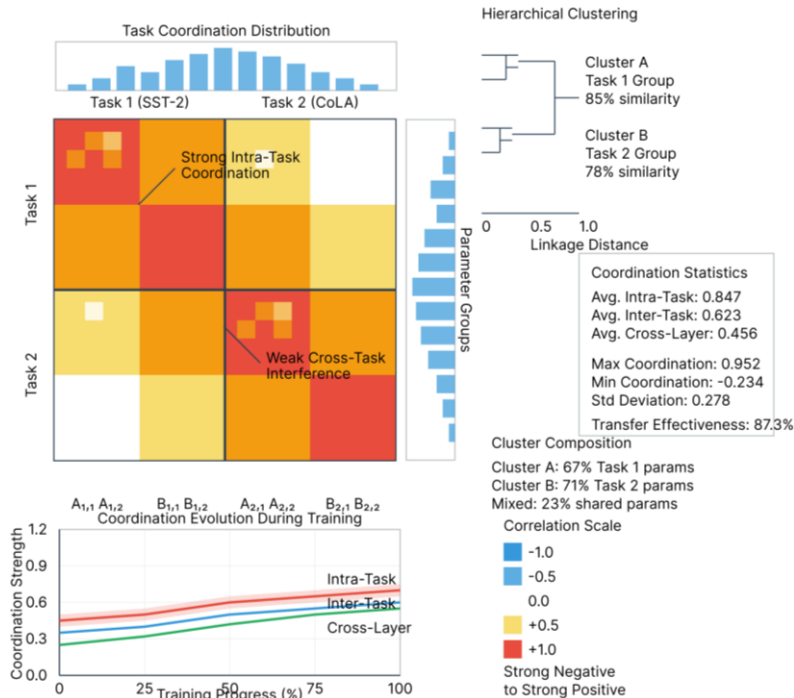 Hierarchical Clustering
Task Coordination Distribution
Task 1 (SST-2)
Task 2 (CoLA)
Cluster A
Task 1 Group
85% similarity
Cluster B
Task 2 Group
78% similarity
0 0.5 1.0
Linkage Distance
Task 1
Task 2
Strong Intra-Task
Coordination
Weak Cross-Task
Interference
Parameter Groups
Coordination Statistics
Avg. Intra-Task: 0.847
Avg. Inter-Task: 0.623
Avg. Cross-Layer: 0.456
Max Coordination: 0.952
Min Coordination: -0.234
Std Deviation: 0.278
Transfer Effectiveness: 87.3%
Cluster Composition
Cluster A: 67% Task 1 params
Cluster B: 71% Task 2 params
Mixed: 23% shared params
A₁,₁ A₁,₂
B₁,₁ B₁,₂
A₂,₁ A₂,₂
B₂,₁ B₂,₂
Coordination Evolution During Training
Coordination Strength
1.2
0.9
0.6
0.3
0.0
Intra-Task
Inter-Task
Cross-Layer
0 25 50 75 100
Training Progress (%)
Correlation Scale
-1.0
-0.5
0.0
+0.5
+1.0
Strong Negative
to Strong Positive